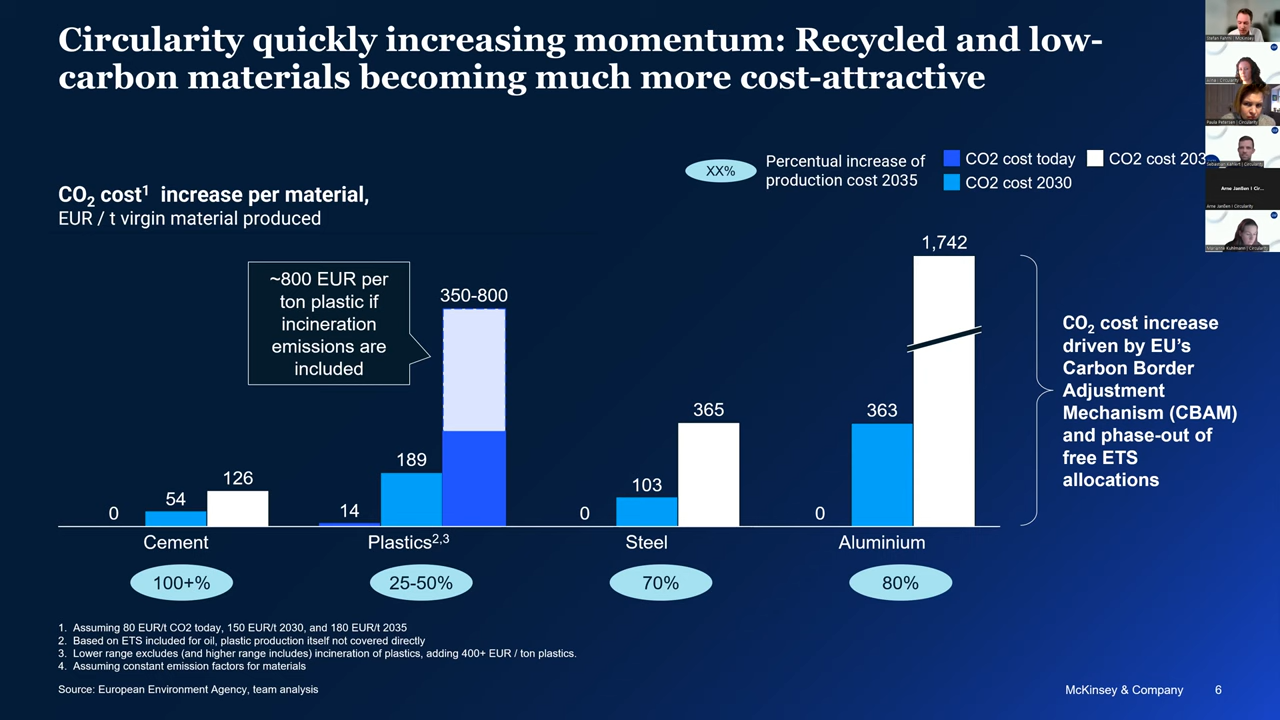 Circularity quickly increasing momentum: Recycled and low-
carbon materials becoming much more cost-attractive
XX%
Percentual increase of
production cost 2035
CO2 cost today
CO2 cost 203
CO2 cost 2030
CO₂ cost¹ increase per material,
EUR / t virgin material produced
~800 EUR per
ton plastic if
incineration
emissions are
included
0
54
126
14
189
350-800
0
103
365
0
363
1,742
Cement
Plastics²,³
Steel
Aluminium
100+%
25-50%
70%
80%
CO₂ cost increase
driven by EU’s
Carbon Border
Adjustment
Mechanism (CBAM)
and phase-out of
free ETS
allocations
1. Assuming 80 EUR/t CO2 today, 150 EUR/t 2030, and 180 EUR/t 2035
2. Based on ETS included for oil, plastic production itself not covered directly
3. Lower range excludes (and higher range includes) incineration of plastics, adding 400+ EUR / ton plastics.
4. Assuming constant emission factors for materials
Source: European Environment Agency, team analysis
McKinsey & Company
6
Arne Janßen I Cir...
Arne Janßen I Circularity